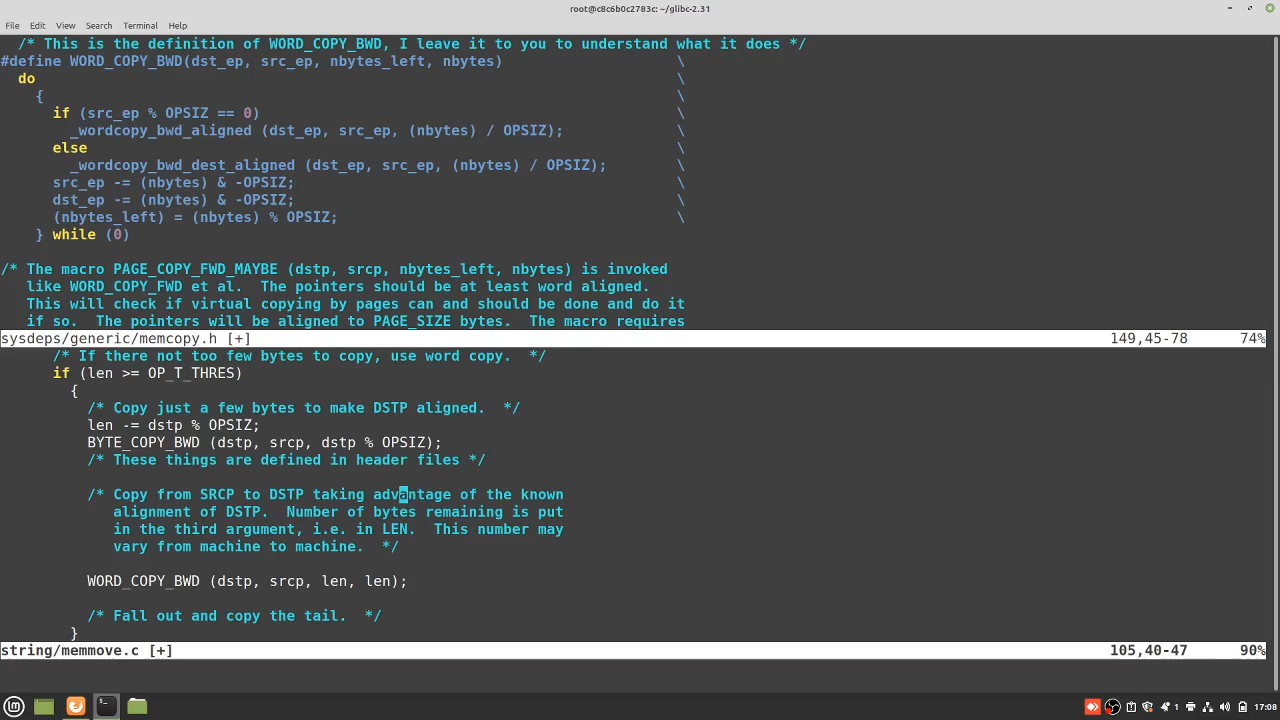 root@c8c6b0c2783c: ~/glibc-2.31
File Edit View Search Terminal Help
/* This is the definition of WORD_COPY_BWD, I leave it to you to understand what it does */
#define WORD_COPY_BWD(dst_ep, src_ep, nbytes_left, nbytes) \
do \
{ \
if (src_ep % OPSIZ == 0) \
_wordcopy_bwd_aligned (dst_ep, src_ep, (nbytes) / OPSIZ); \
else \
_wordcopy_bwd_dest_aligned (dst_ep, src_ep, (nbytes) / OPSIZ); \
src_ep -= (nbytes) & -OPSIZ; \
dst_ep -= (nbytes) & -OPSIZ; \
(nbytes_left) = (nbytes) % OPSIZ; \
} while (0)
/* The macro PAGE_COPY_FWD_MAYBE (dstp, srcp, nbytes_left, nbytes) is invoked
like WORD_COPY_FWD et al. The pointers should be at least word aligned.
This will check if virtual copying by pages can and should be done and do it
if so. The pointers will be aligned to PAGE_SIZE bytes. The macro requires
sysdeps/generic/memcopy.h [+] 149,45-78 74%
/* If there not too few bytes to copy, use word copy. */
if (len >= OP_T_THRES)
{
/* Copy just a few bytes to make DSTP aligned. */
len -= dstp % OPSIZ;
BYTE_COPY_BWD (dstp, srcp, dstp % OPSIZ);
/* These things are defined in header files */
/* Copy from SRCP to DSTP taking advantage of the known
alignment of DSTP. Number of bytes remaining is put
in the third argument, i.e. in LEN. This number may
vary from machine to machine. */
WORD_COPY_BWD (dstp, srcp, len, len);
/* Fall out and copy the tail. */
}
string/memmove.c [+] 105,40-47 90%
1 17:08